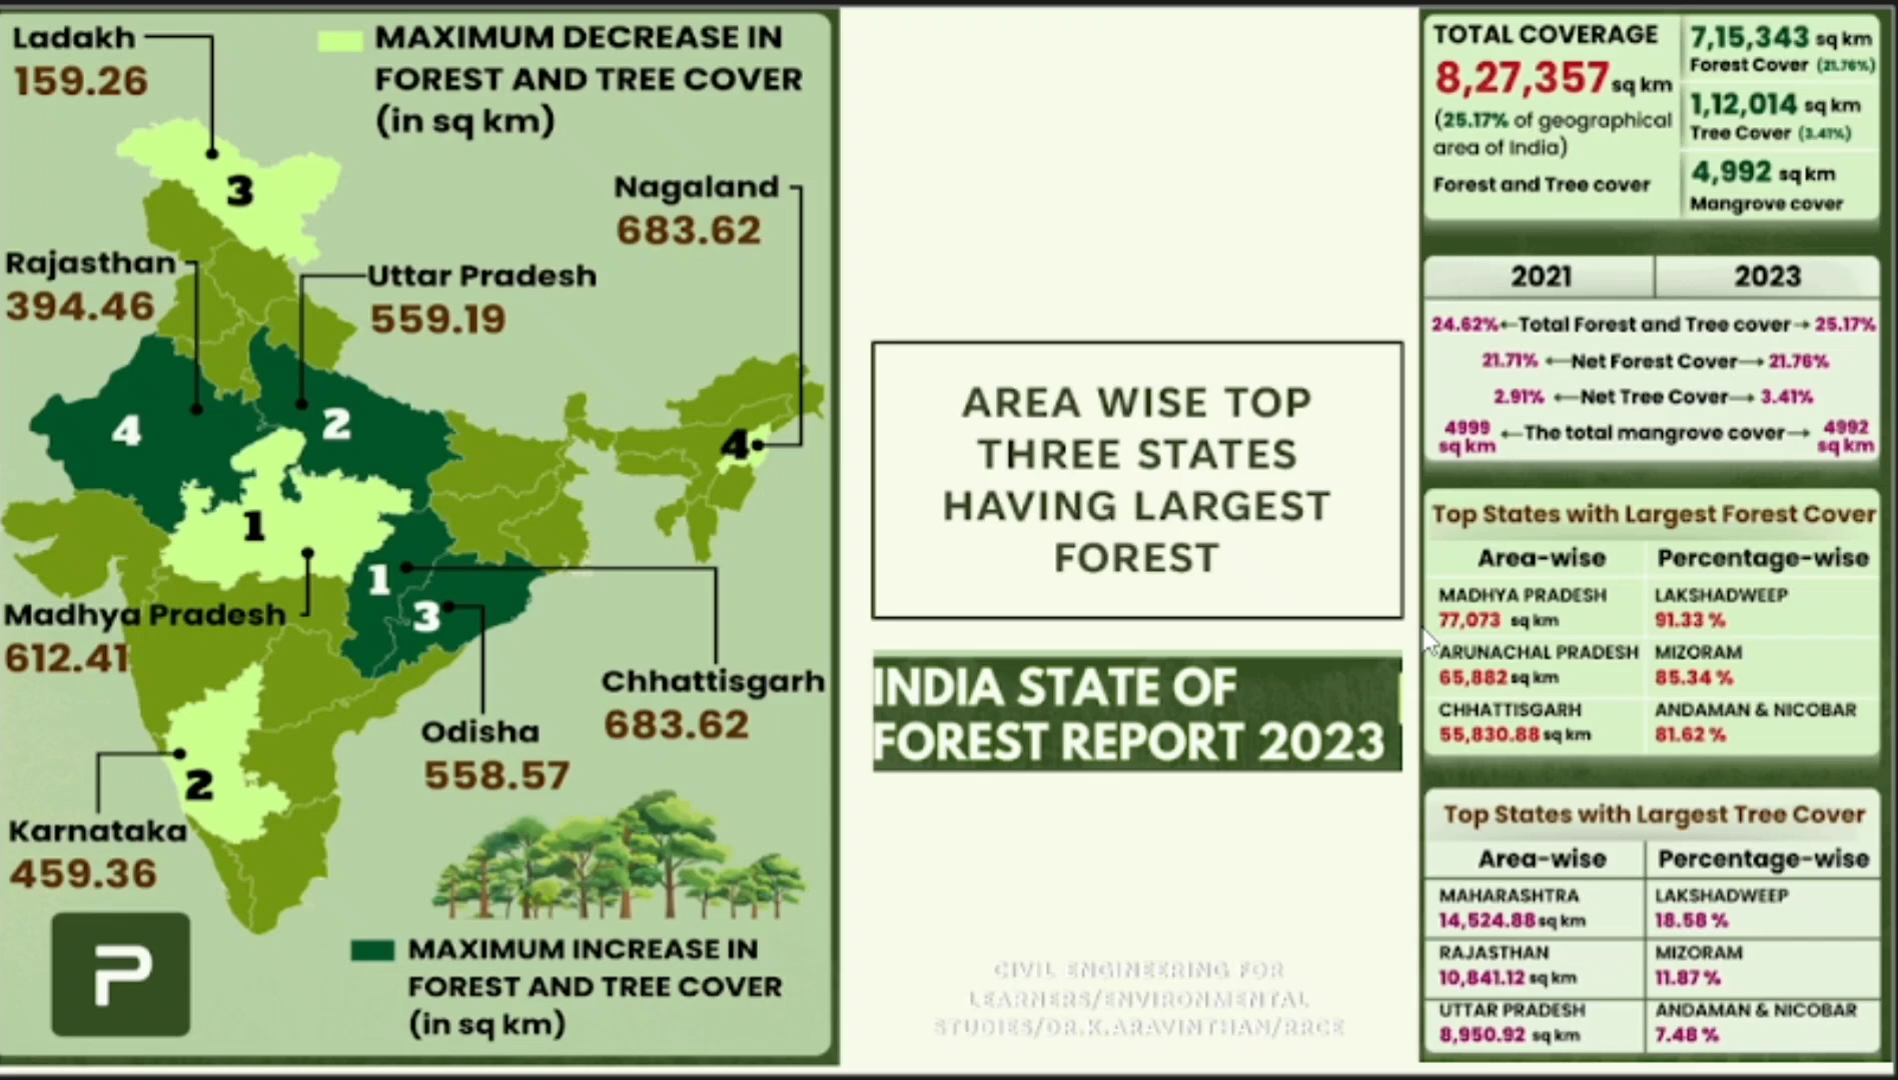 Ladakh
159.26
MAXIMUM DECREASE IN
FOREST AND TREE COVER
(in sq km)
3
Nagaland
683.62
Rajasthan
394.46
Uttar Pradesh
559.19
4
2
4
1
1
3
Madhya Pradesh
612.41
Chhattisgarh
683.62
Odisha
558.57
2
Karnataka
459.36
P
MAXIMUM INCREASE IN
FOREST AND TREE COVER
(in sq km)
AREA WISE TOP
THREE STATES
HAVING LARGEST
FOREST
INDIA STATE OF
FOREST REPORT 2023
CIVIL ENGINEERING FOR
LEARNERS/ENVIRONMENTAL
STUDIES/DR.K.ARAVINTHAN/RRCE
TOTAL COVERAGE
8,27,357 sq km
(25.17% of geographical
area of India)
Forest and Tree cover
7,15,343 sq km
Forest Cover (21.76%)
1,12,014 sq km
Tree Cover (3.41%)
4,992 sq km
Mangrove cover
2021 2023
24.62%←Total Forest and Tree cover→ 25.17%
21.71% ←Net Forest Cover→ 21.76%
2.91% ←Net Tree Cover→ 3.41%
4999 sq km ←The total mangrove cover→ 4992 sq km
Top States with Largest Forest Cover
Area-wise Percentage-wise
MADHYA PRADESH LAKSHADWEEP
77,073 sq km 91.33 %
ARUNACHAL PRADESH MIZORAM
65,882 sq km 85.34 %
CHHATTISGARH ANDAMAN & NICOBAR
55,830.88 sq km 81.62 %
Top States with Largest Tree Cover
Area-wise Percentage-wise
MAHARASHTRA LAKSHADWEEP
14,524.88 sq km 18.58 %
RAJASTHAN MIZORAM
10,841.12 sq km 11.87 %
UTTAR PRADESH ANDAMAN & NICOBAR
8,950.92 sq km 7.48 %